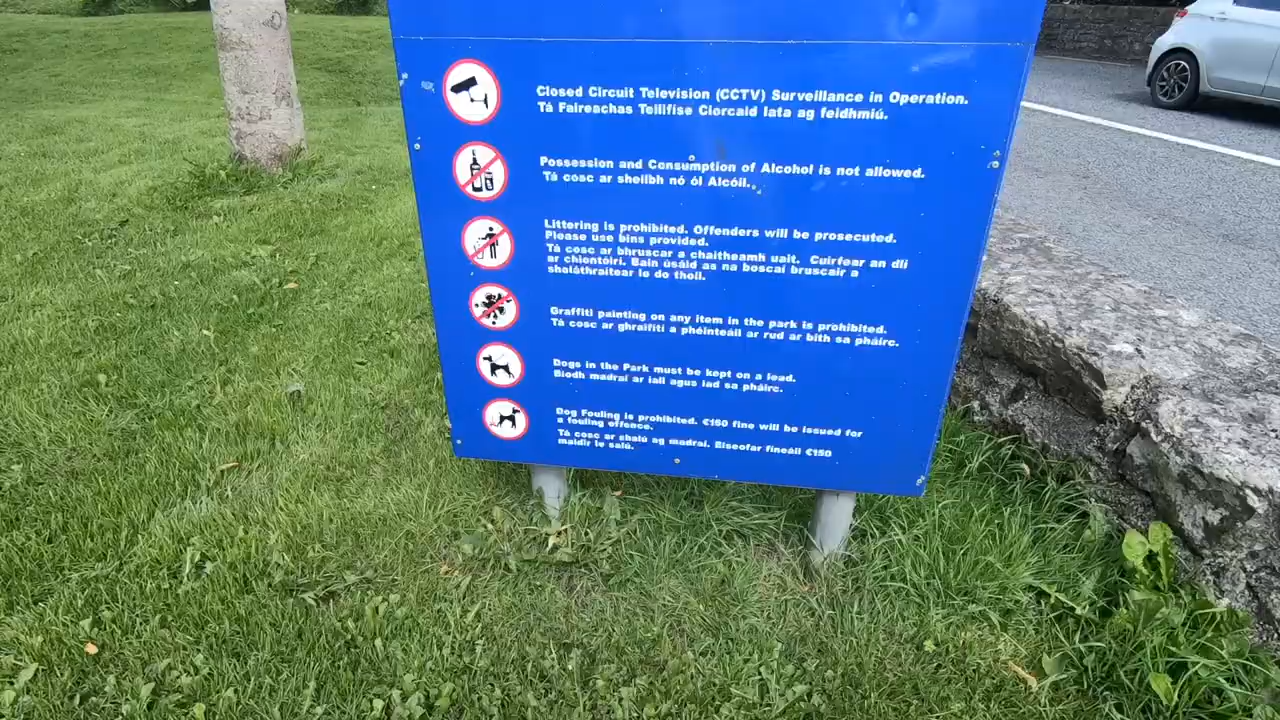 Closed Circuit Television (CCTV) Surveillance in Operation.
Tá Faireachas Teilifíse Ciorcaid Iata ag feidhmiú.
Possession and Consumption of Alcohol is not allowed.
Tá cosc ar sheilbh nó ól Alcóil.
Littering is prohibited. Offenders will be prosecuted.
Please use bins provided.
Tá cosc ar bhruscar a chaitheamh uait. Cuirfear an dlí
ar chiontóirí. Bain úsáid as na boscaí bruscair a
sholáthraítear le do thoil.
Graffiti painting on any item in the park is prohibited.
Tá cosc ar ghraifítí a phéinteáil ar rud ar bith sa pháirc.
Dogs in the Park must be kept on a lead.
Bíodh madraí ar iall agus iad sa pháirc.
Dog Fouling is prohibited. €150 fine will be issued for
a fouling offence.
Tá cosc ar shalú ag madraí. Eiseofar fíneáil €150
maidir le salú.